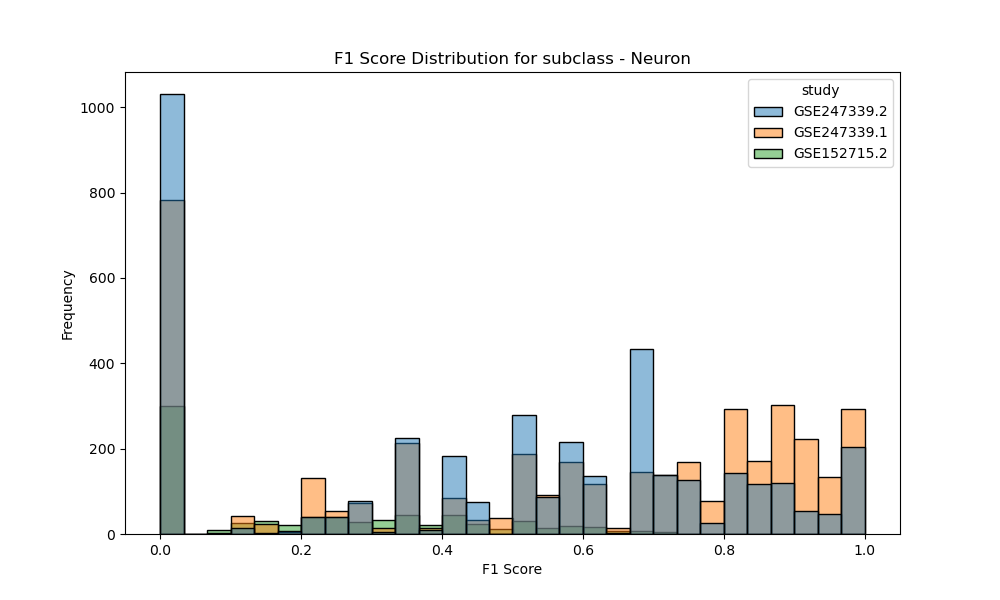 F1 Score Distribution for subclass - Neuron
study
GSE247339.2
GSE247339.1
GSE152715.2
1000
800
600
400
200
0
Frequency
0.0 0.2 0.4 0.6 0.8 1.0
F1 Score